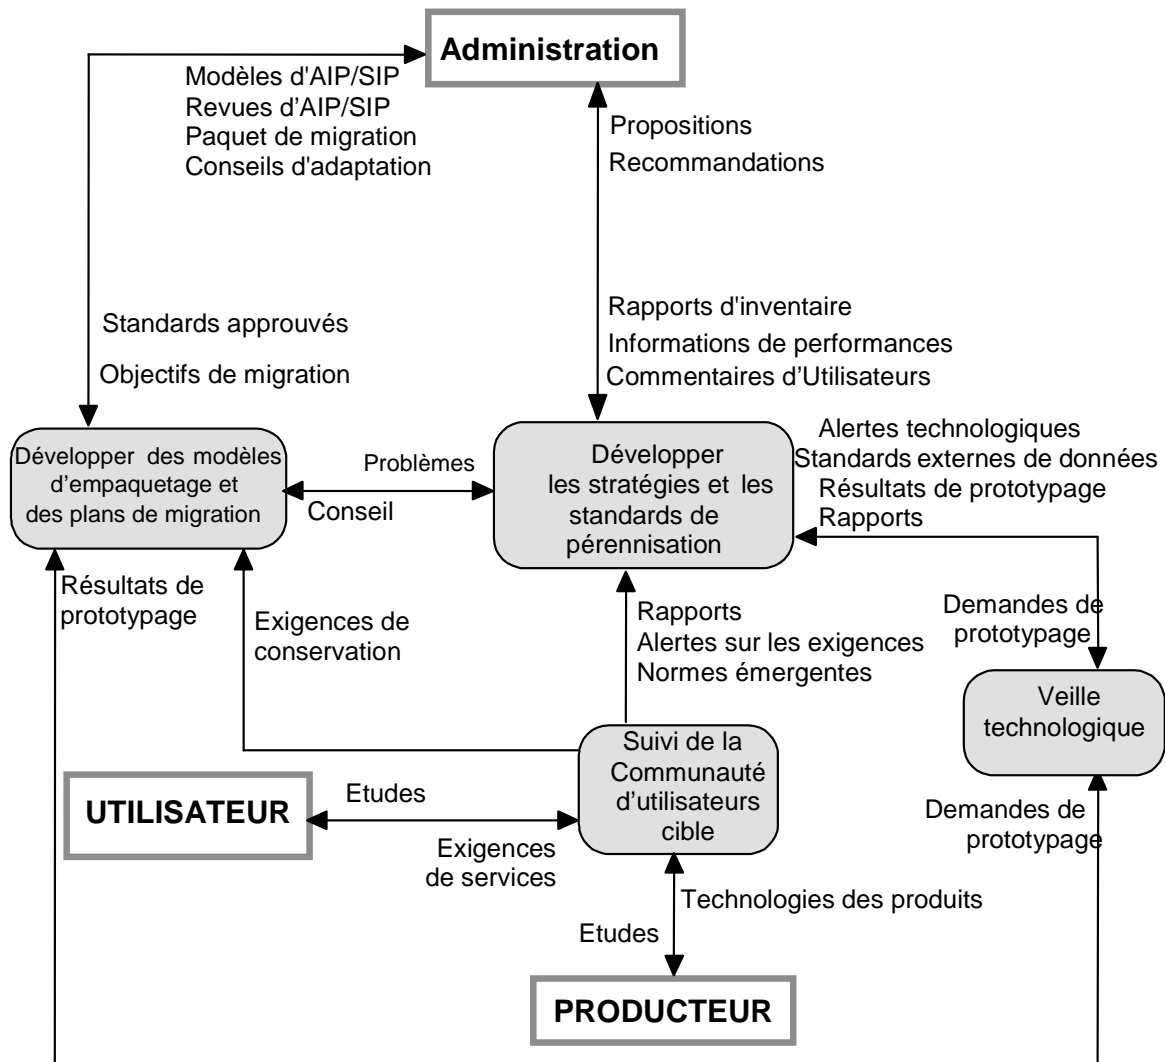 Administration
Modèles d'AIP/SIP
Revues d’AIP/SIP
Paquet de migration
Conseils d'adaptation
Propositions
Recommandations
Standards approuvés
Objectifs de migration
Rapports d'inventaire
Informations de performances
Commentaires d’Utilisateurs
Développer des modèles
d'empaquetage et
des plans de migration
Problèmes
Conseil
Développer
les stratégies et les
standards de
pérennisation
Alertes technologiques
Standards externes de données
Résultats de prototypage
Rapports
Résultats de
prototypage
Exigences de
conservation
Rapports
Alertes sur les exigences
Normes émergentes
Demandes de
prototypage
Veille
technologique
Suivi de la
Communauté
d’utilisateurs
cible
UTILISATEUR
Etudes
Exigences
de services
Demandes de
prototypage
Technologies des produits
Etudes
PRODUCTEUR